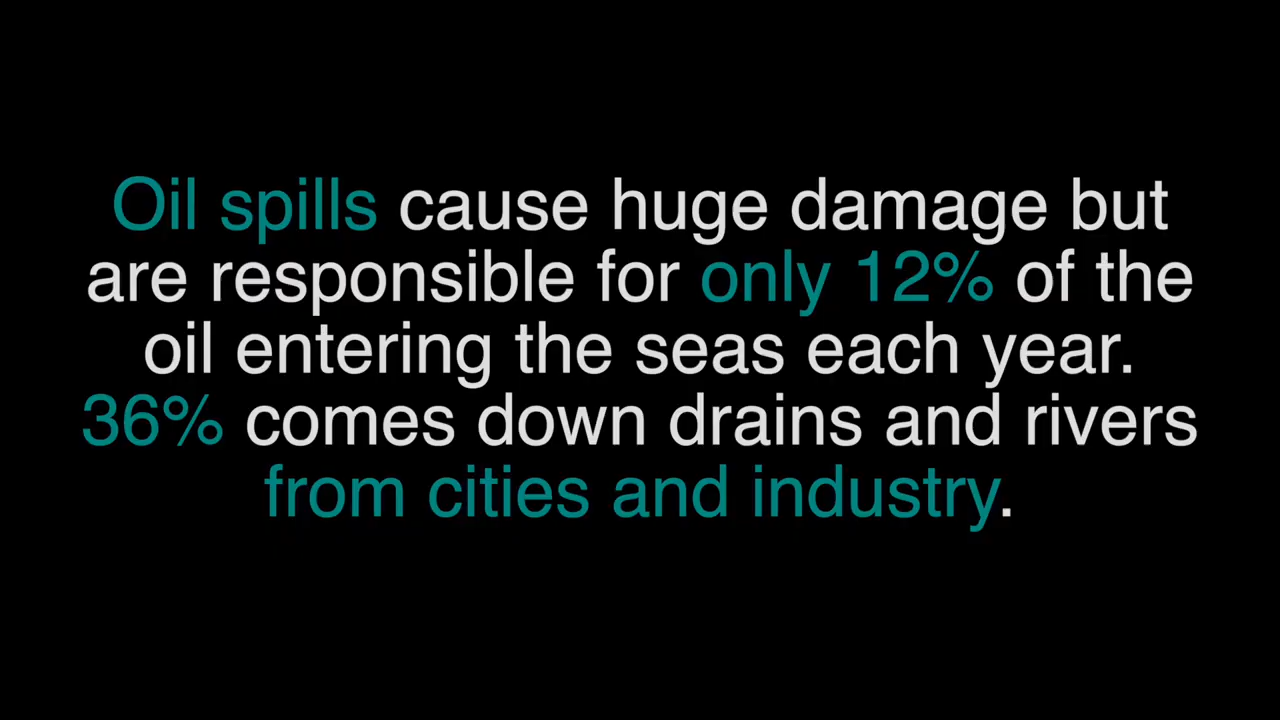 Oil spills cause huge damage but
are responsible for only 12% of the
oil entering the seas each year.
36% comes down drains and rivers
from cities and industry.